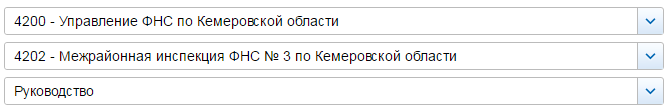 4200 - Управление ФНС по Кемеровской области
4202 - Межрайонная инспекция ФНС № 3 по Кемеровской области
Руководство